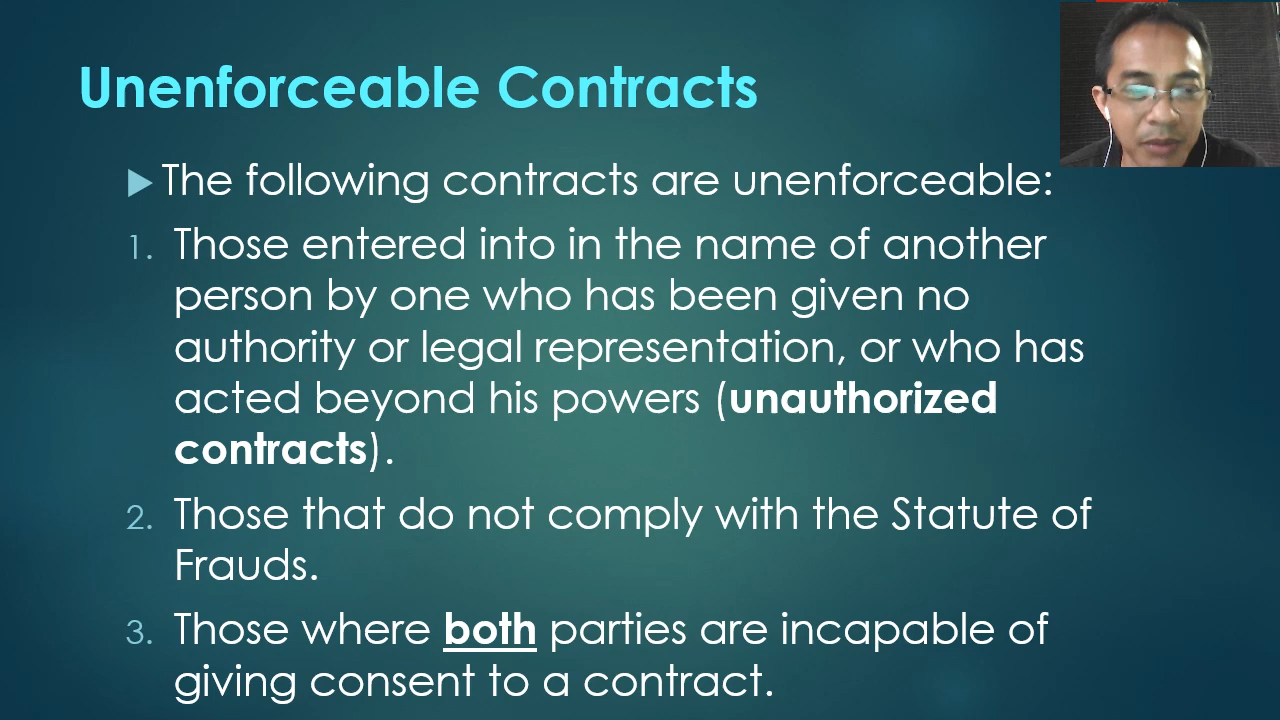 Unenforceable Contracts
The following contracts are unenforceable:
1. Those entered into in the name of another
person by one who has been given no
authority or legal representation, or who has
acted beyond his powers (unauthorized
contracts).
2. Those that do not comply with the Statute of
Frauds.
3. Those where both parties are incapable of
giving consent to a contract.